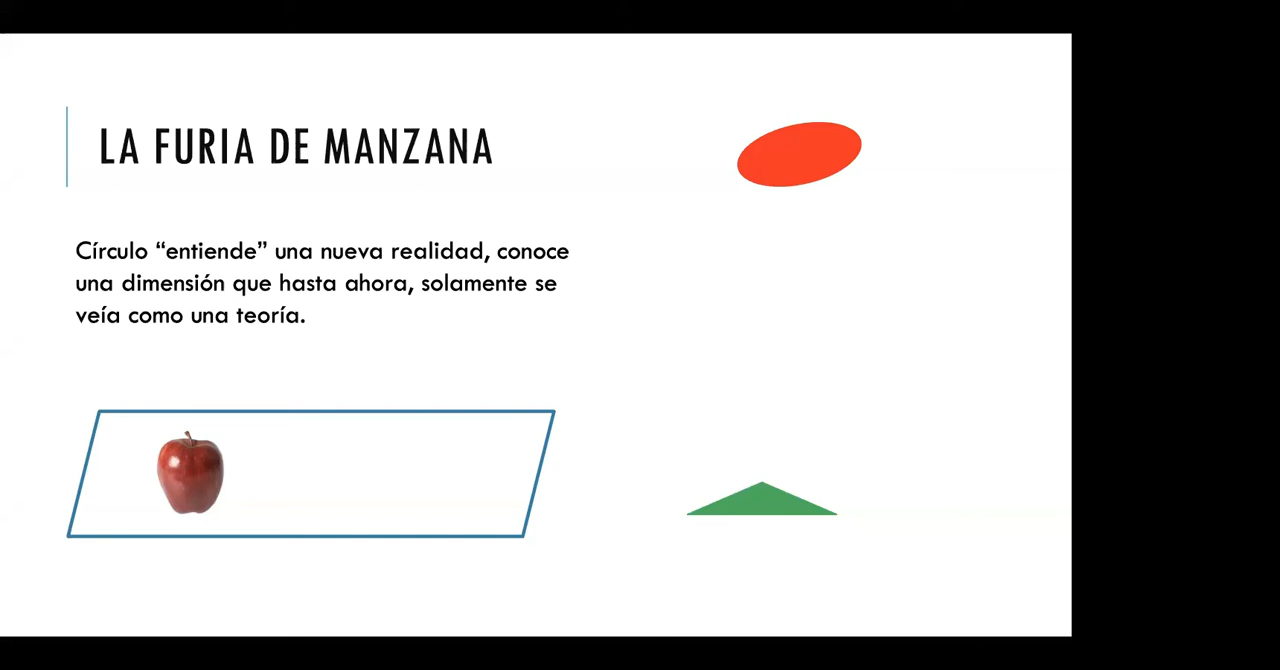 LA FURIA DE MANZANA
Círculo “entiende” una nueva realidad, conoce
una dimensión que hasta ahora, solamente se
veía como una teoría.